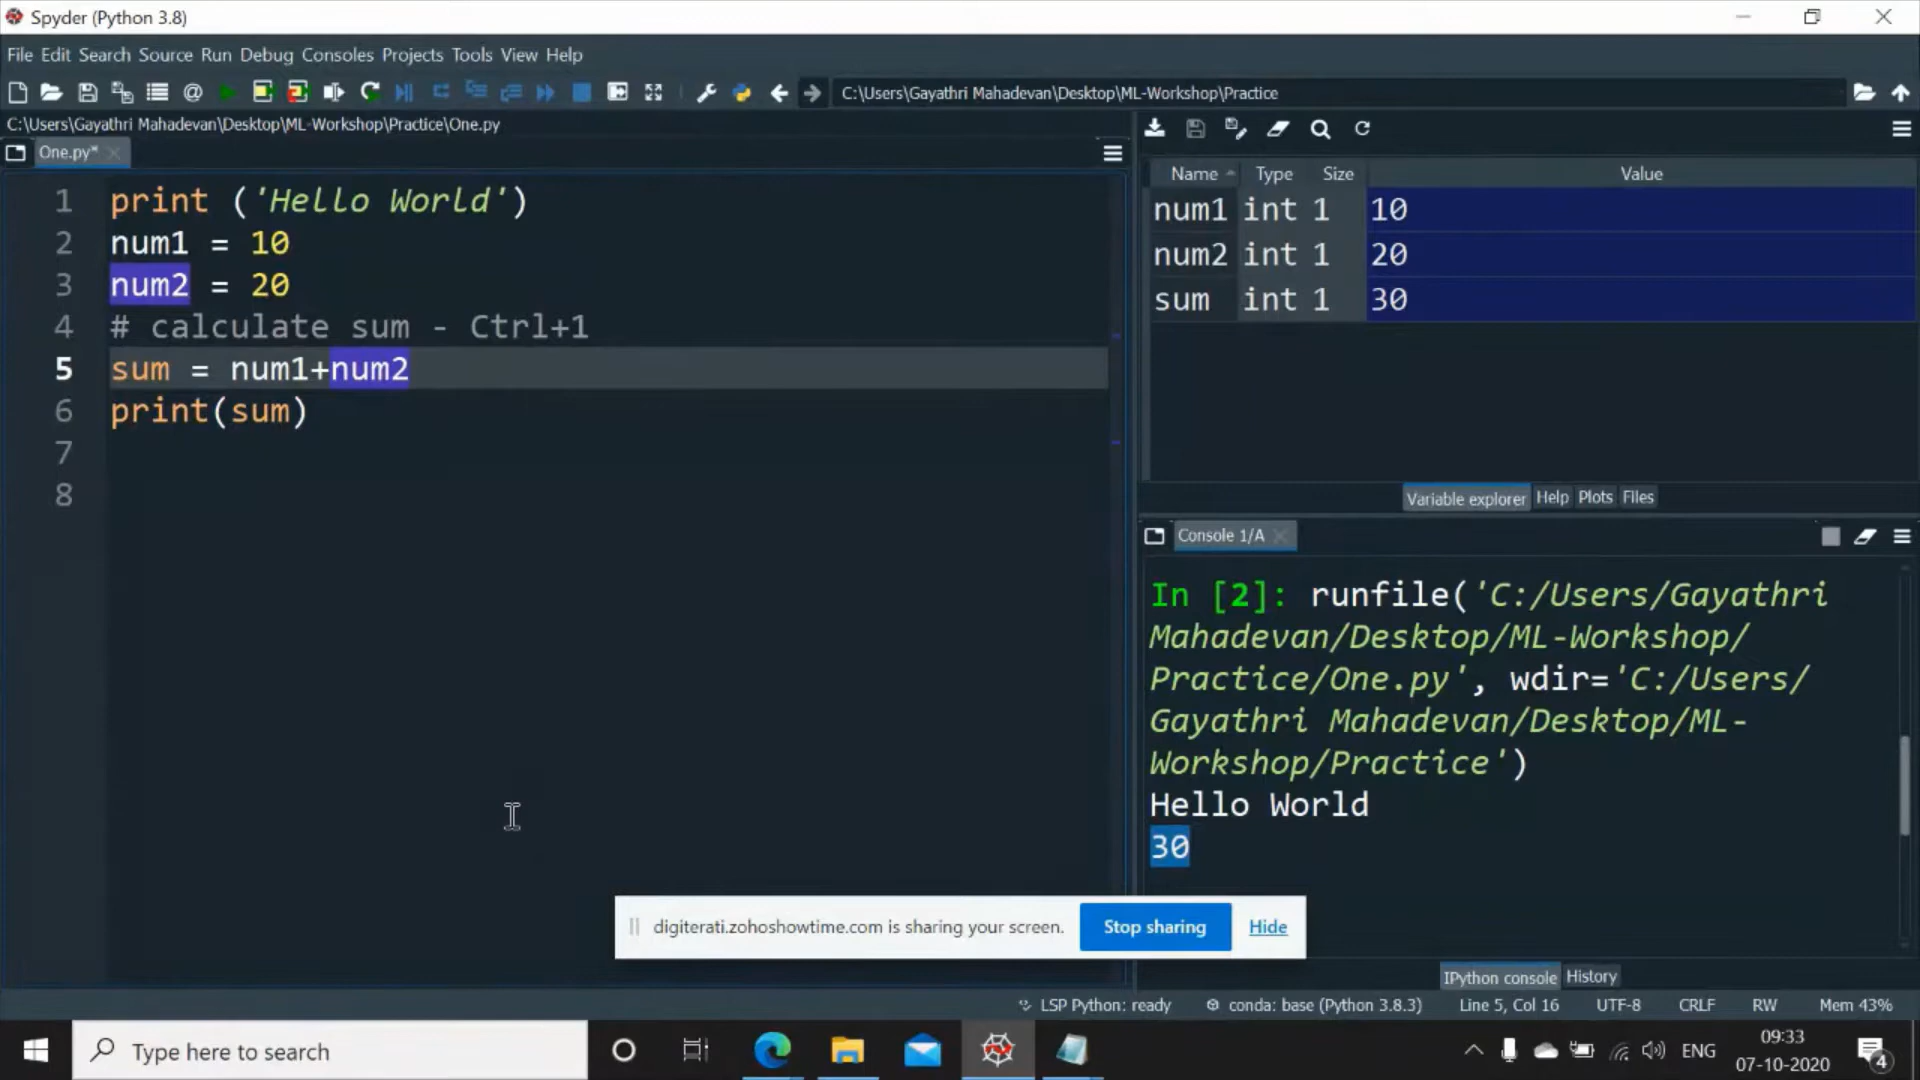 Spyder (Python 3.8)
File Edit Search Source Run Debug Consoles Projects Tools View Help
C:\Users\Gayathri Mahadevan\Desktop\ML-Workshop\Practice
C:\Users\Gayathri Mahadevan\Desktop\ML-Workshop\Practice\One.py
One.py*
1 print ('Hello World')
2 num1 = 10
3 num2 = 20
4 # calculate sum - Ctrl+1
5 sum = num1+num2
6 print(sum)
7
8
Name Type Size Value
num1 int 1 10
num2 int 1 20
sum int 1 30
Variable explorer Help Plots Files
Console 1/A
In [2]: runfile('C:/Users/Gayathri
Mahadevan/Desktop/ML-Workshop/
Practice/One.py', wdir='C:/Users/
Gayathri Mahadevan/Desktop/ML-
Workshop/Practice')
Hello World
30
digiterati.zohoshowtime.com is sharing your screen. Stop sharing Hide
IPython console History
LSP Python: ready conda: base (Python 3.8.3) Line 5, Col 16 UTF-8 CRLF RW Mem 43%
Type here to search
ENG
09:33
07-10-2020
4